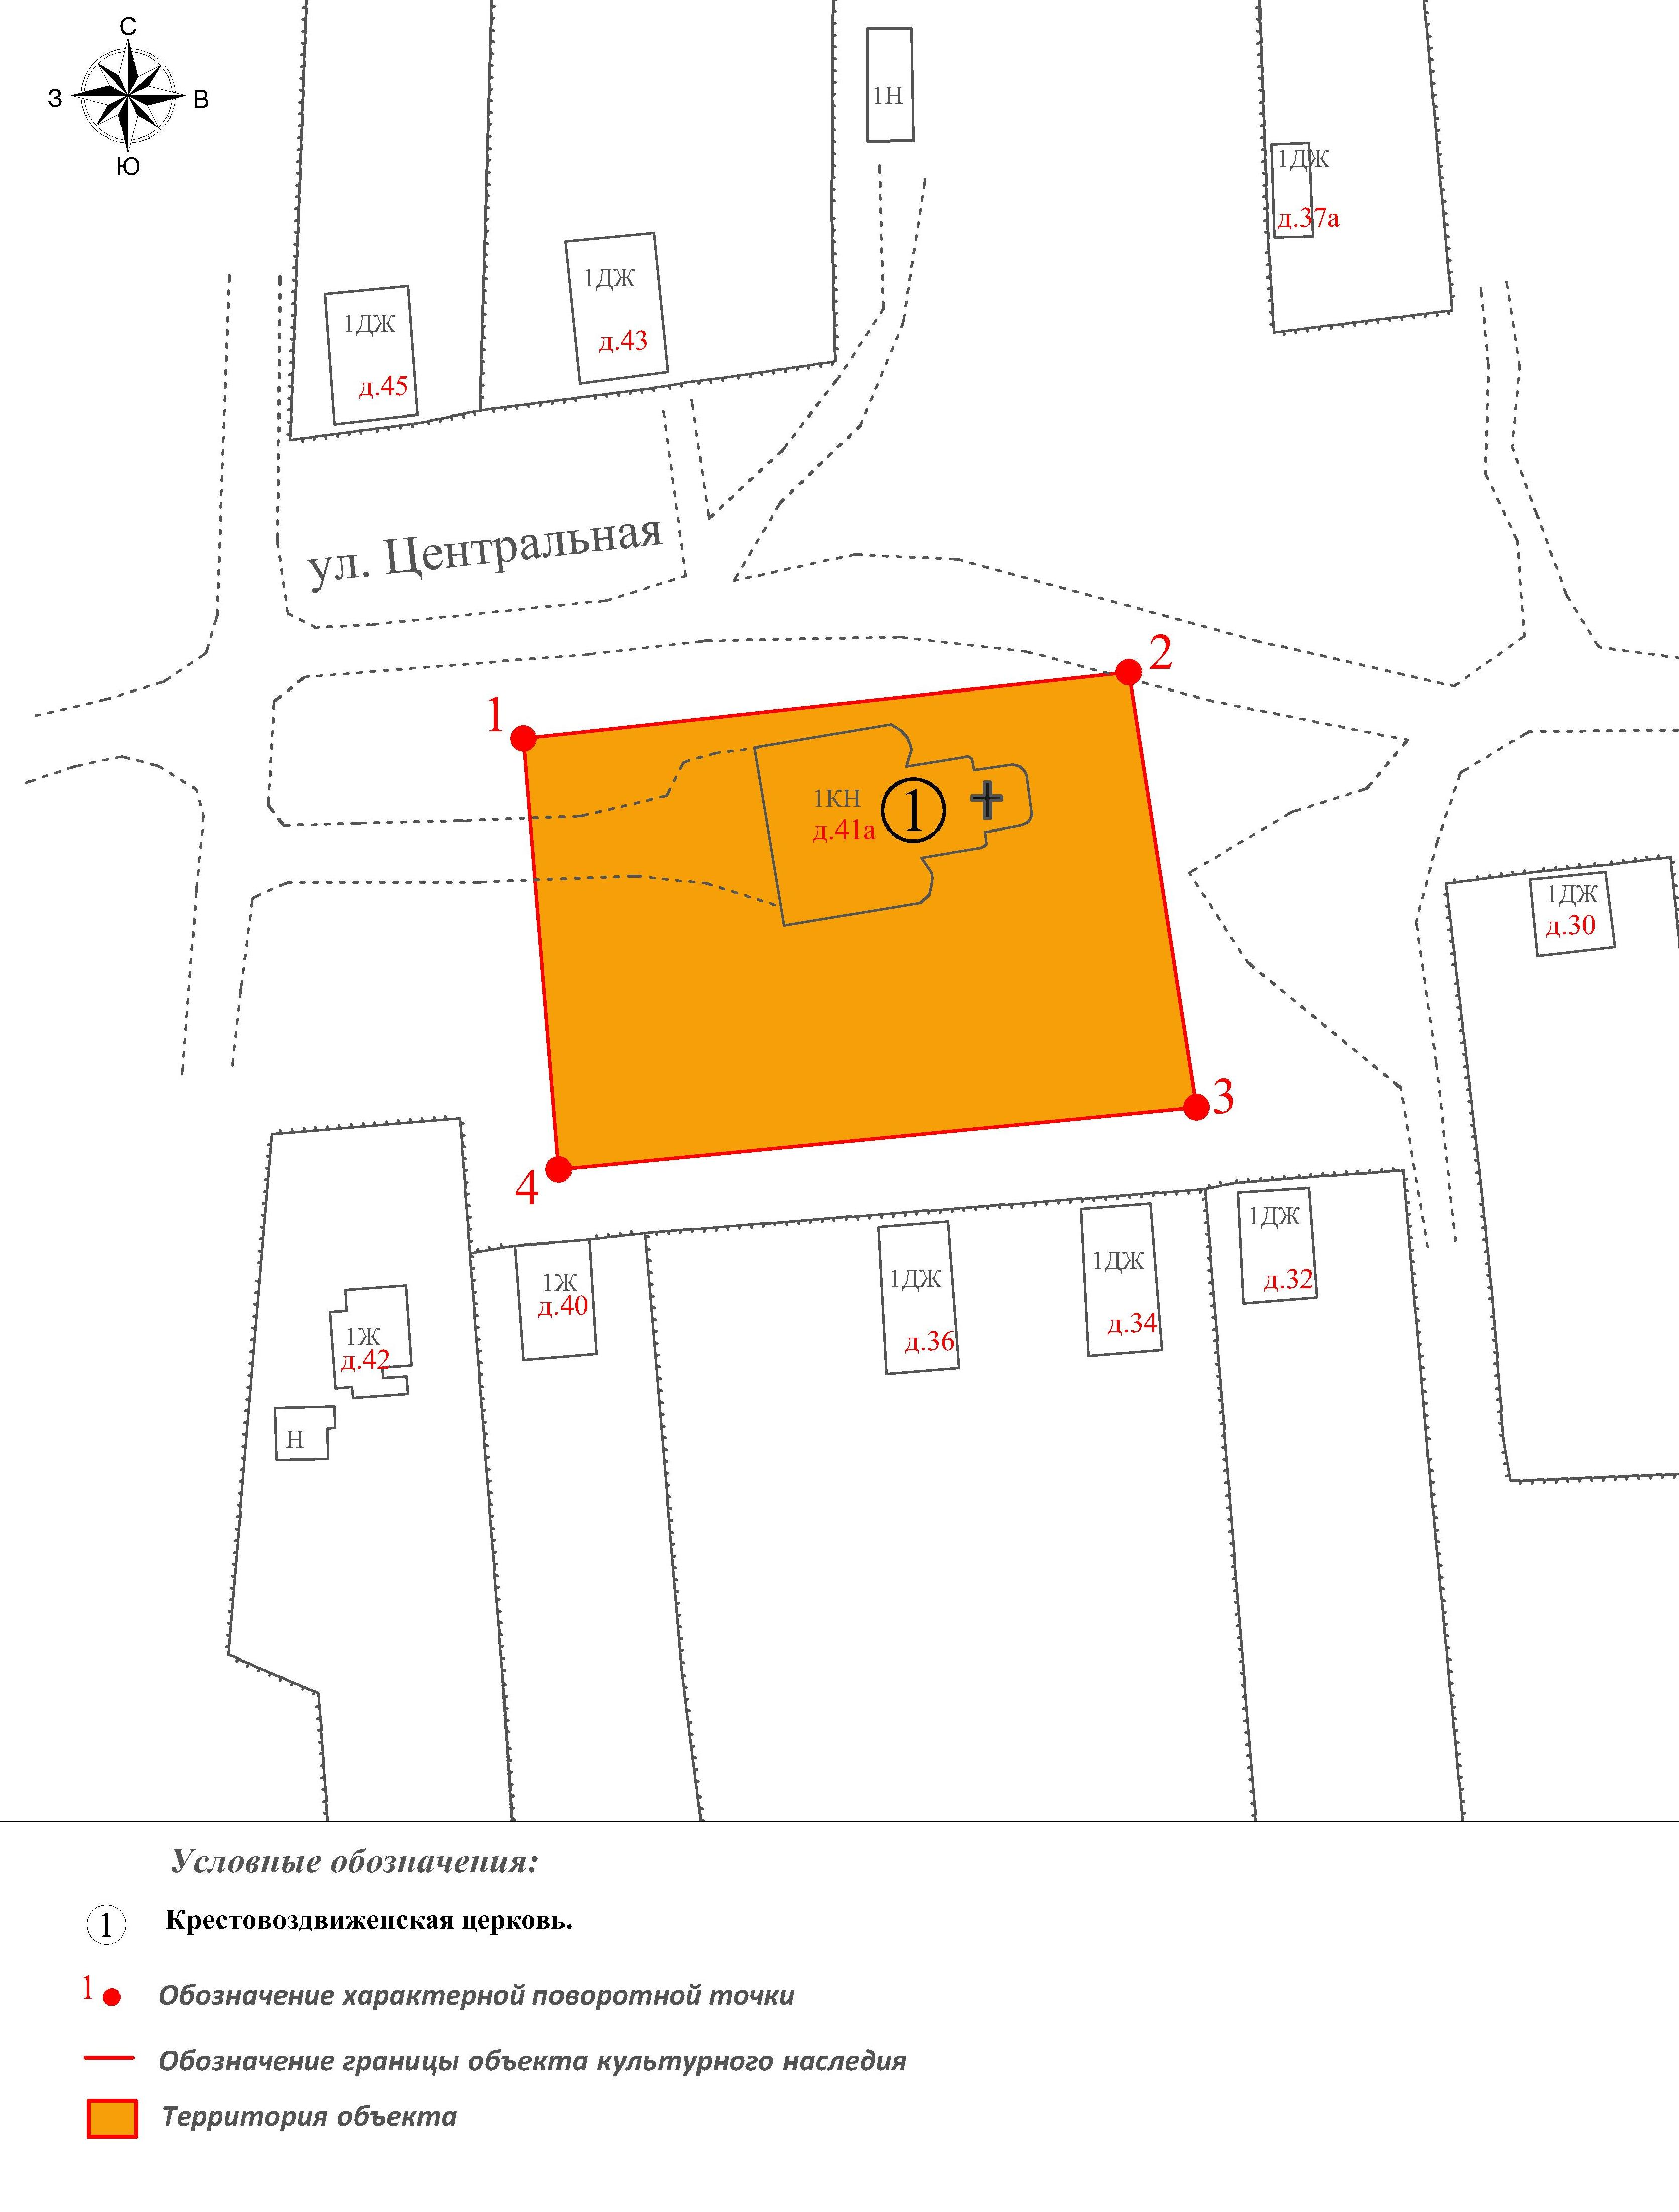 С
З
В
Ю
1Н
1ДЖ
д.37а
1ДЖ
д.43
1ДЖ
д.45
ул. Центральная
2
1
1КН
д.41а
1
1ДЖ
д.30
3
4
1ДЖ
д.32
1ДЖ
д.34
1ДЖ
д.36
1Ж
д.40
1Ж
д.42
Н
Условные обозначения:
1 Крестовоздвиженская церковь.
1 Обозначение характерной поворотной точки
Обозначение границы объекта культурного наследия
Территория объекта